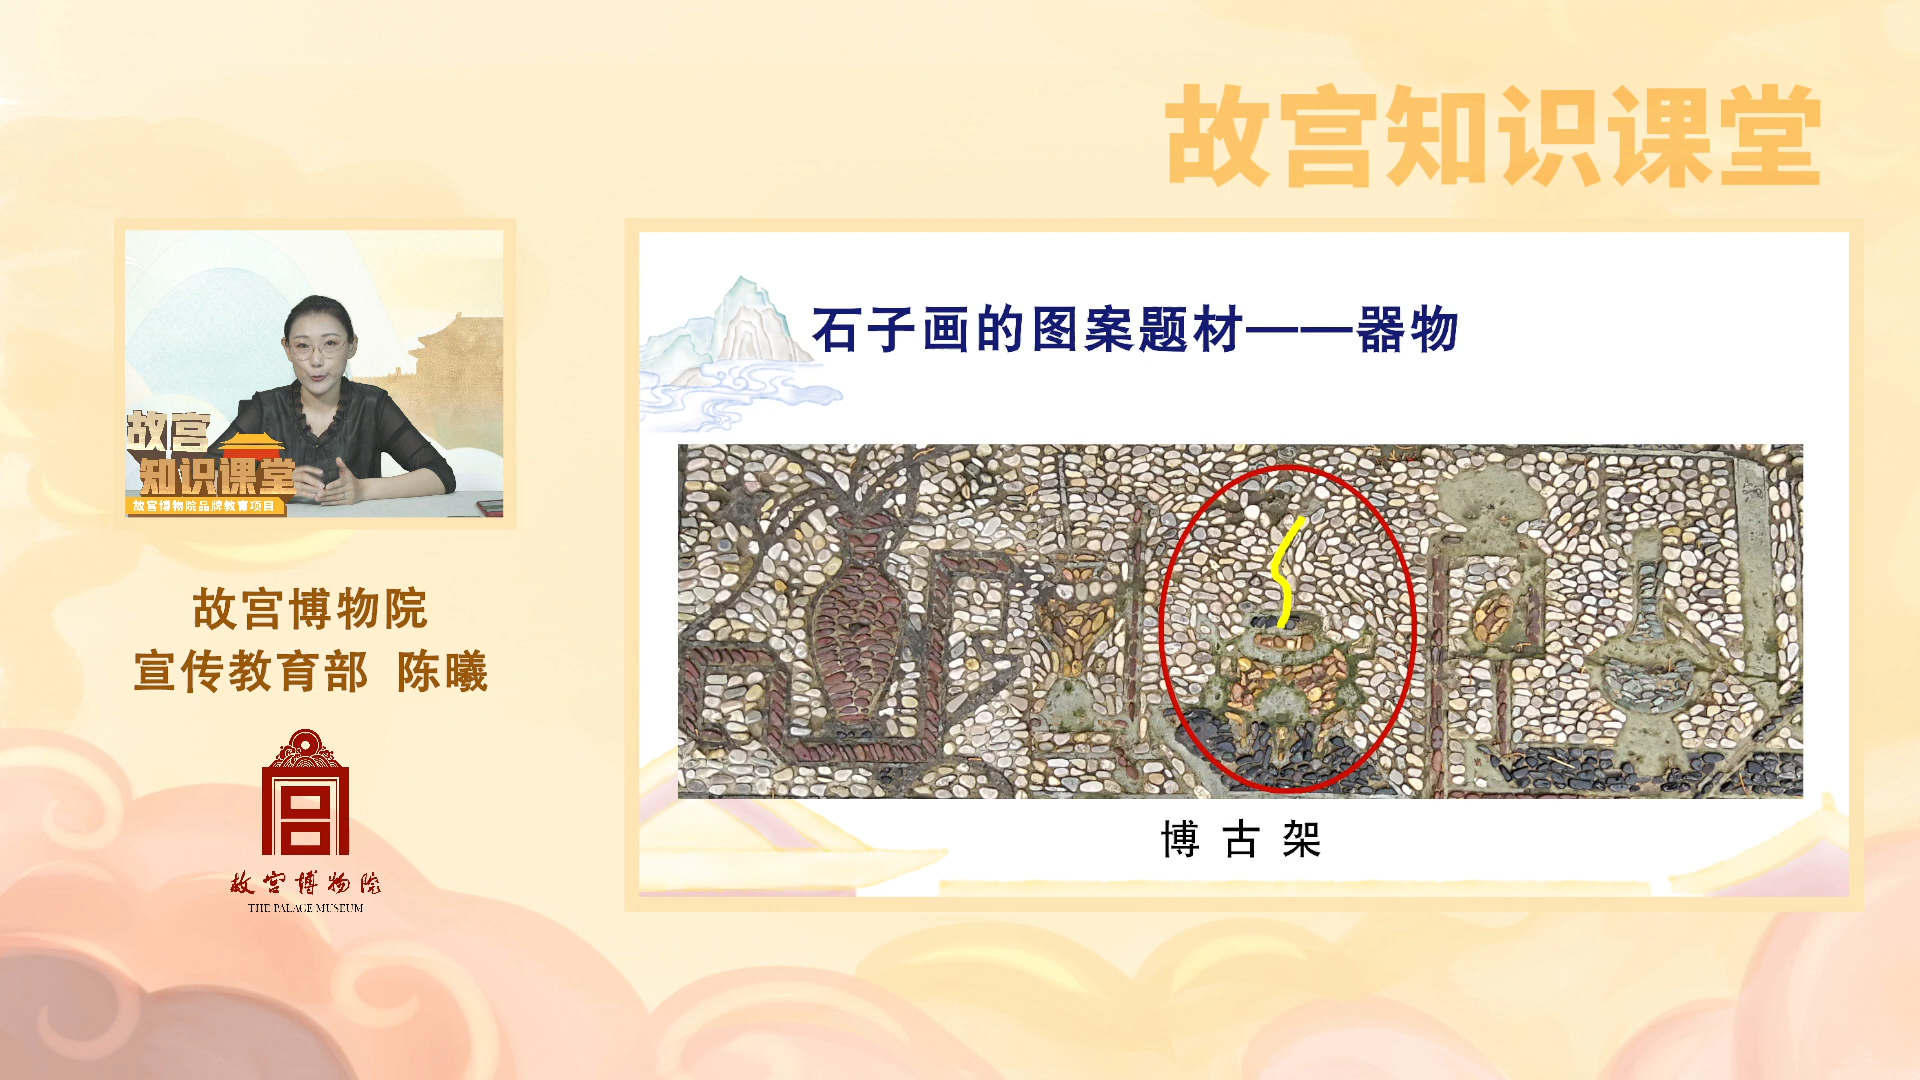 故宫知识课堂
故宫
知识课堂
故宫博物院品牌教育项目
故宫博物院
宣传教育部 陈曦
故宫博物院
THE PALACE MUSEUM
石子画的图案题材——器物
博古架